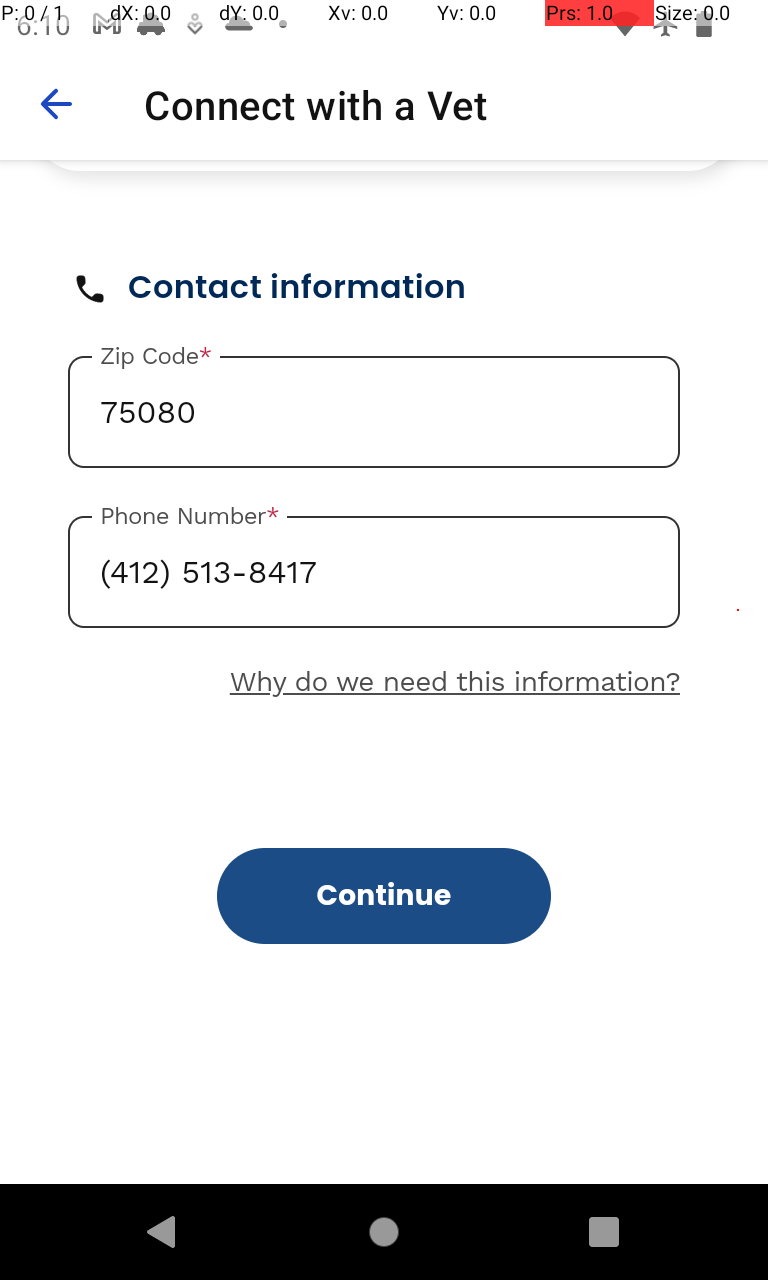 P: 0 / 1 dX: 0.0 dY: 0.0 Xv: 0.0 Yv: 0.0 Prs: 1.0 Size: 0.0
6:10
Connect with a Vet
Contact information
Zip Code*
75080
Phone Number*
(412) 513-8417
Why do we need this information?
Continue